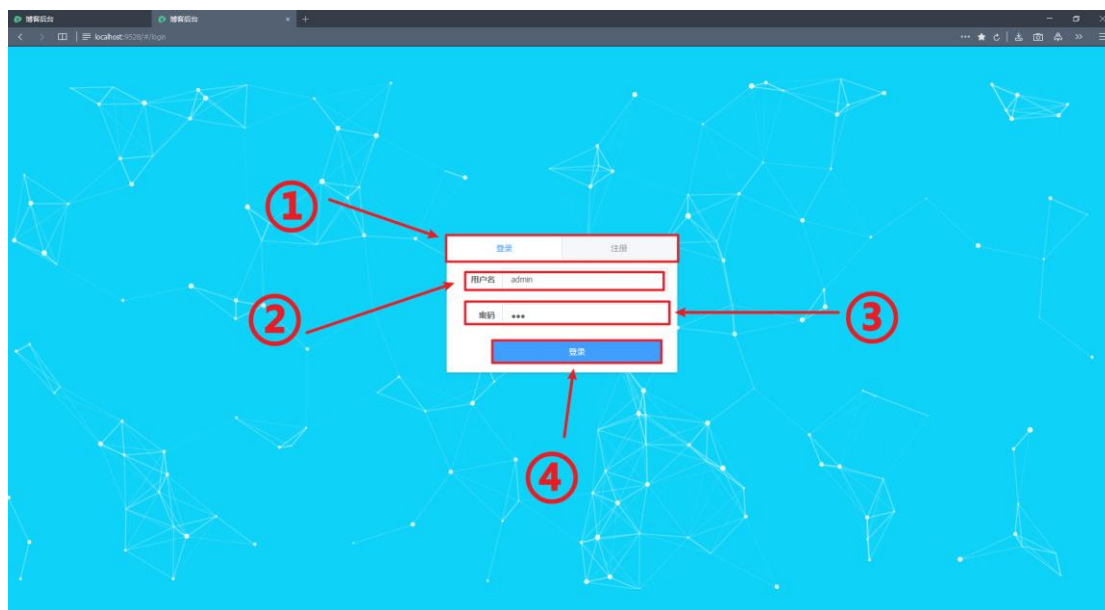 博客后台
博客后台
localhost:9528/#/login
①
登录 注册
用户名 admin
②
密码 •••
③
登录
④